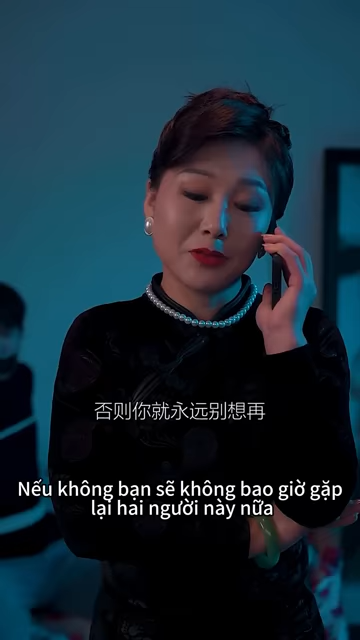 否则你就永远别想再
Nếu không bạn sẽ không bao giờ gặp
lại hai người này nữa